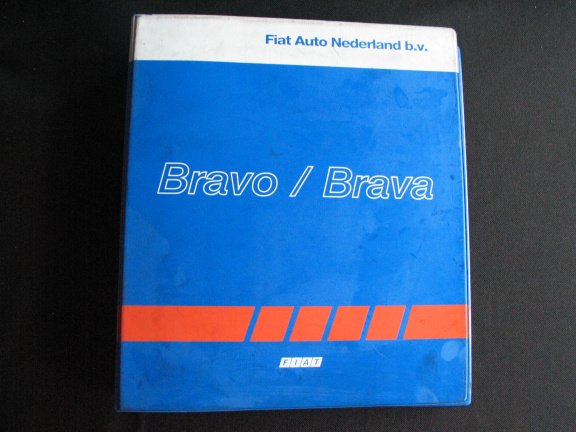 Fiat Auto Nederland b.v.
Bravo / Brava
FIAT